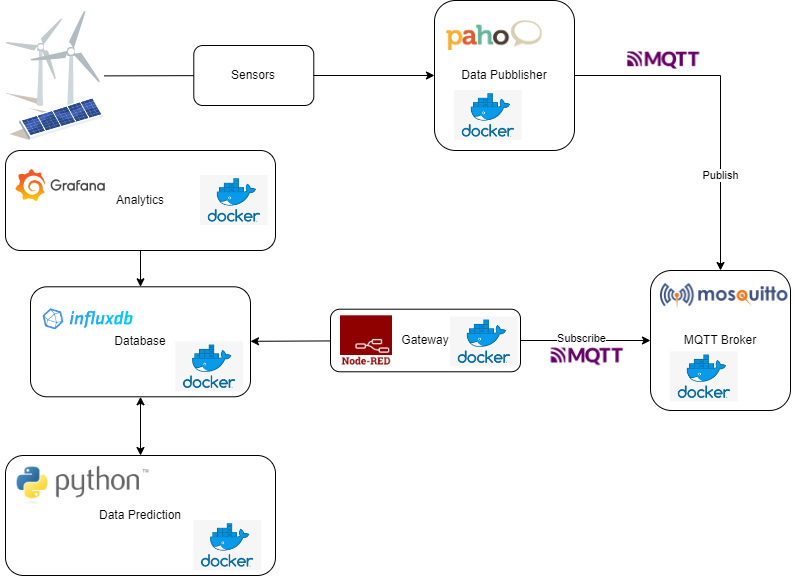 paho
Sensors
Data Pubblisher
docker
MQTT
Publish
Grafana
Analytics
docker
mosquitto
MQTT Broker
docker
influxdb
Database
docker
Node-RED
Gateway
docker
Subscribe
MQTT
python™
Data Prediction
docker